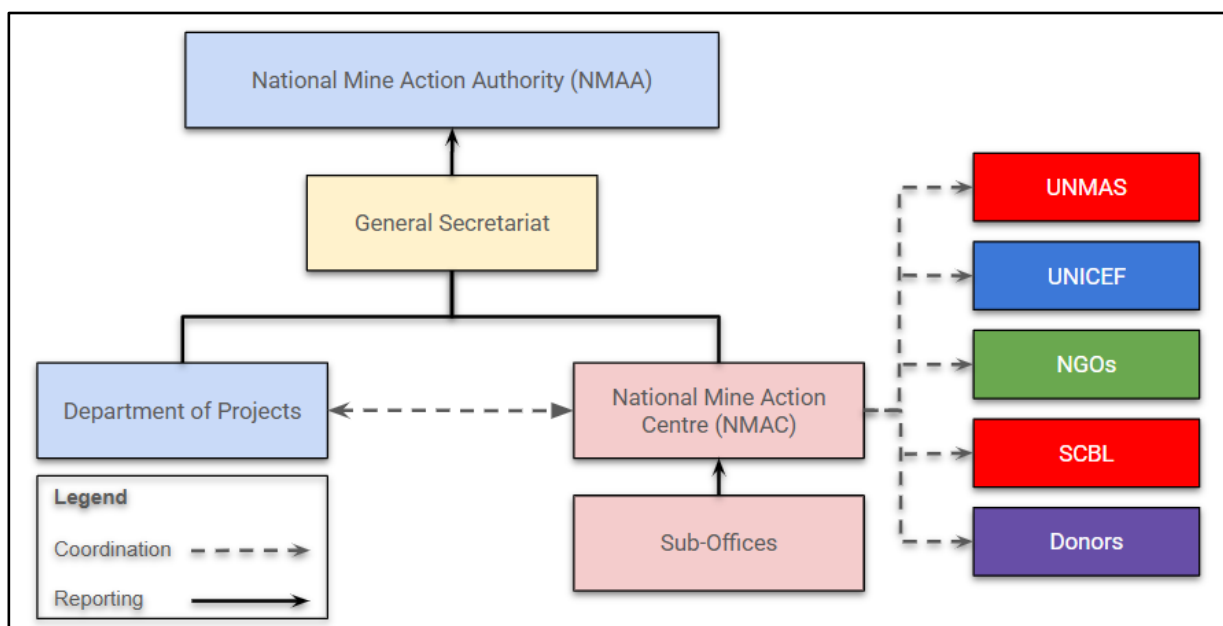 National Mine Action Authority (NMAA)
General Secretariat
Department of Projects
National Mine Action
Centre (NMAC)
Sub-Offices
UNMAS
UNICEF
NGOs
SCBL
Donors
Legend
Coordination
Reporting